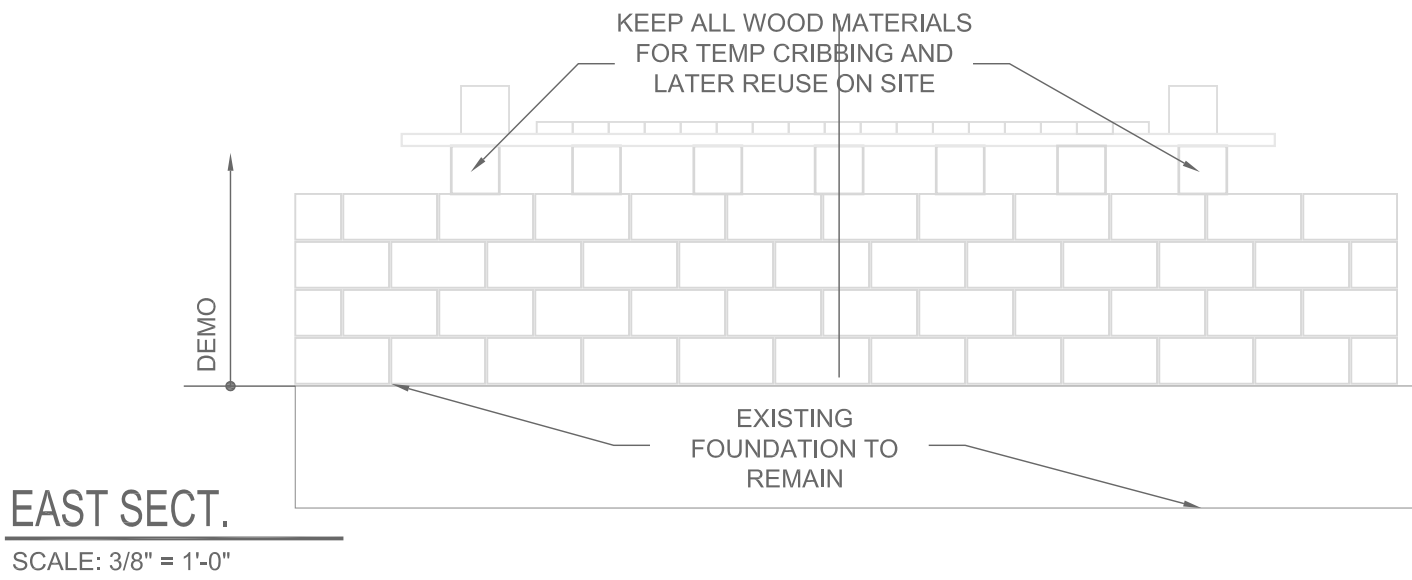 KEEP ALL WOOD MATERIALS
FOR TEMP CRIBBING AND
LATER REUSE ON SITE
DEMO
EXISTING
FOUNDATION TO
REMAIN
EAST SECT.
SCALE: 3/8" = 1'-0"